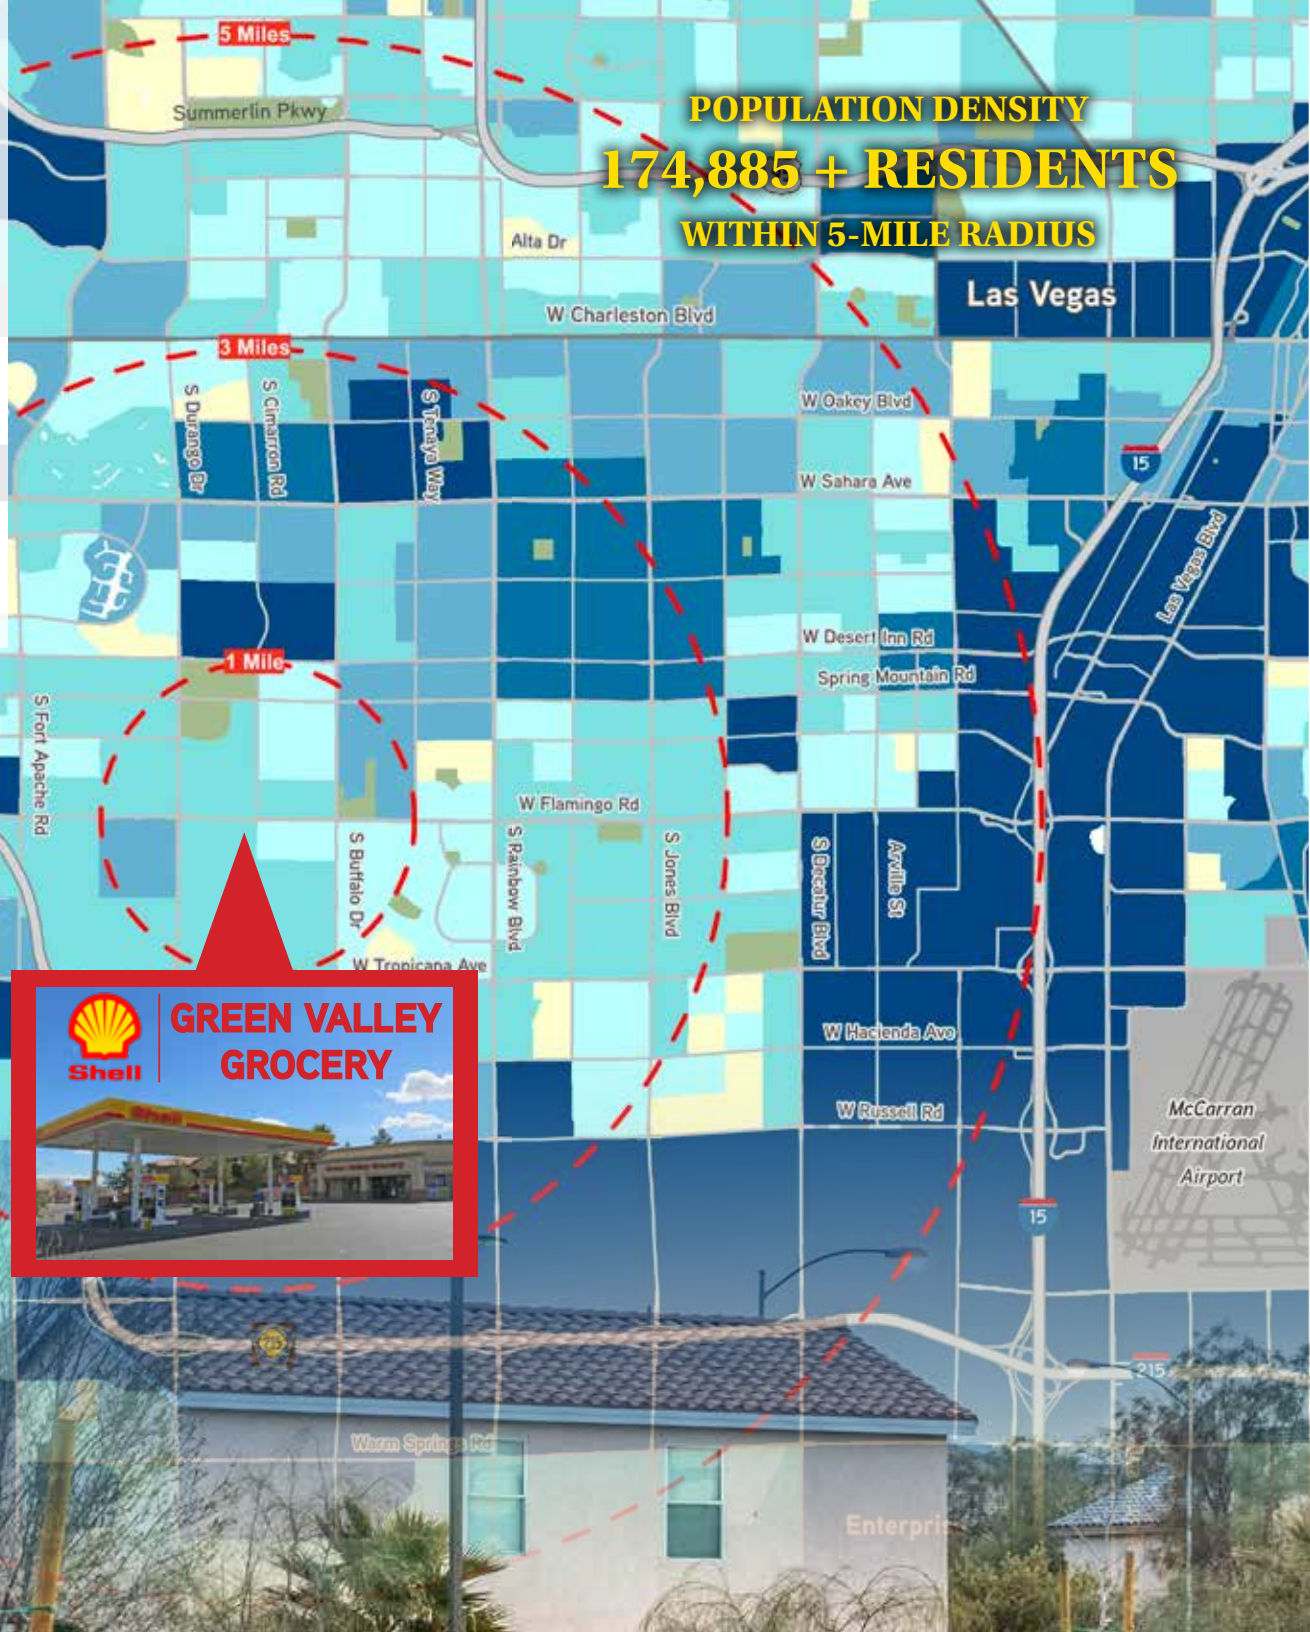 5 Miles
Summerlin Pkwy
POPULATION DENSITY
174,885 + RESIDENTS
WITHIN 5-MILE RADIUS
Alta Dr
Las Vegas
W Charleston Blvd
3 Miles
S Durango Dr
S Cimarron Rd
S Tenaya Way
W Oakey Blvd
15
W Sahara Ave
Las Vegas Blvd
W Desert Inn Rd
1 Mile
Spring Mountain Rd
S Fort Apache Rd
W Flamingo Rd
S Buffalo Dr
S Rainbow Blvd
S Jones Blvd
S Decatur Blvd
Arville St
W Tropicana Ave
GREEN VALLEY
GROCERY
Shell
W Hacienda Ave
Shell
W Russell Rd
McCarran
International
Airport
15
215
215
Warm Springs Rd
Enterpris